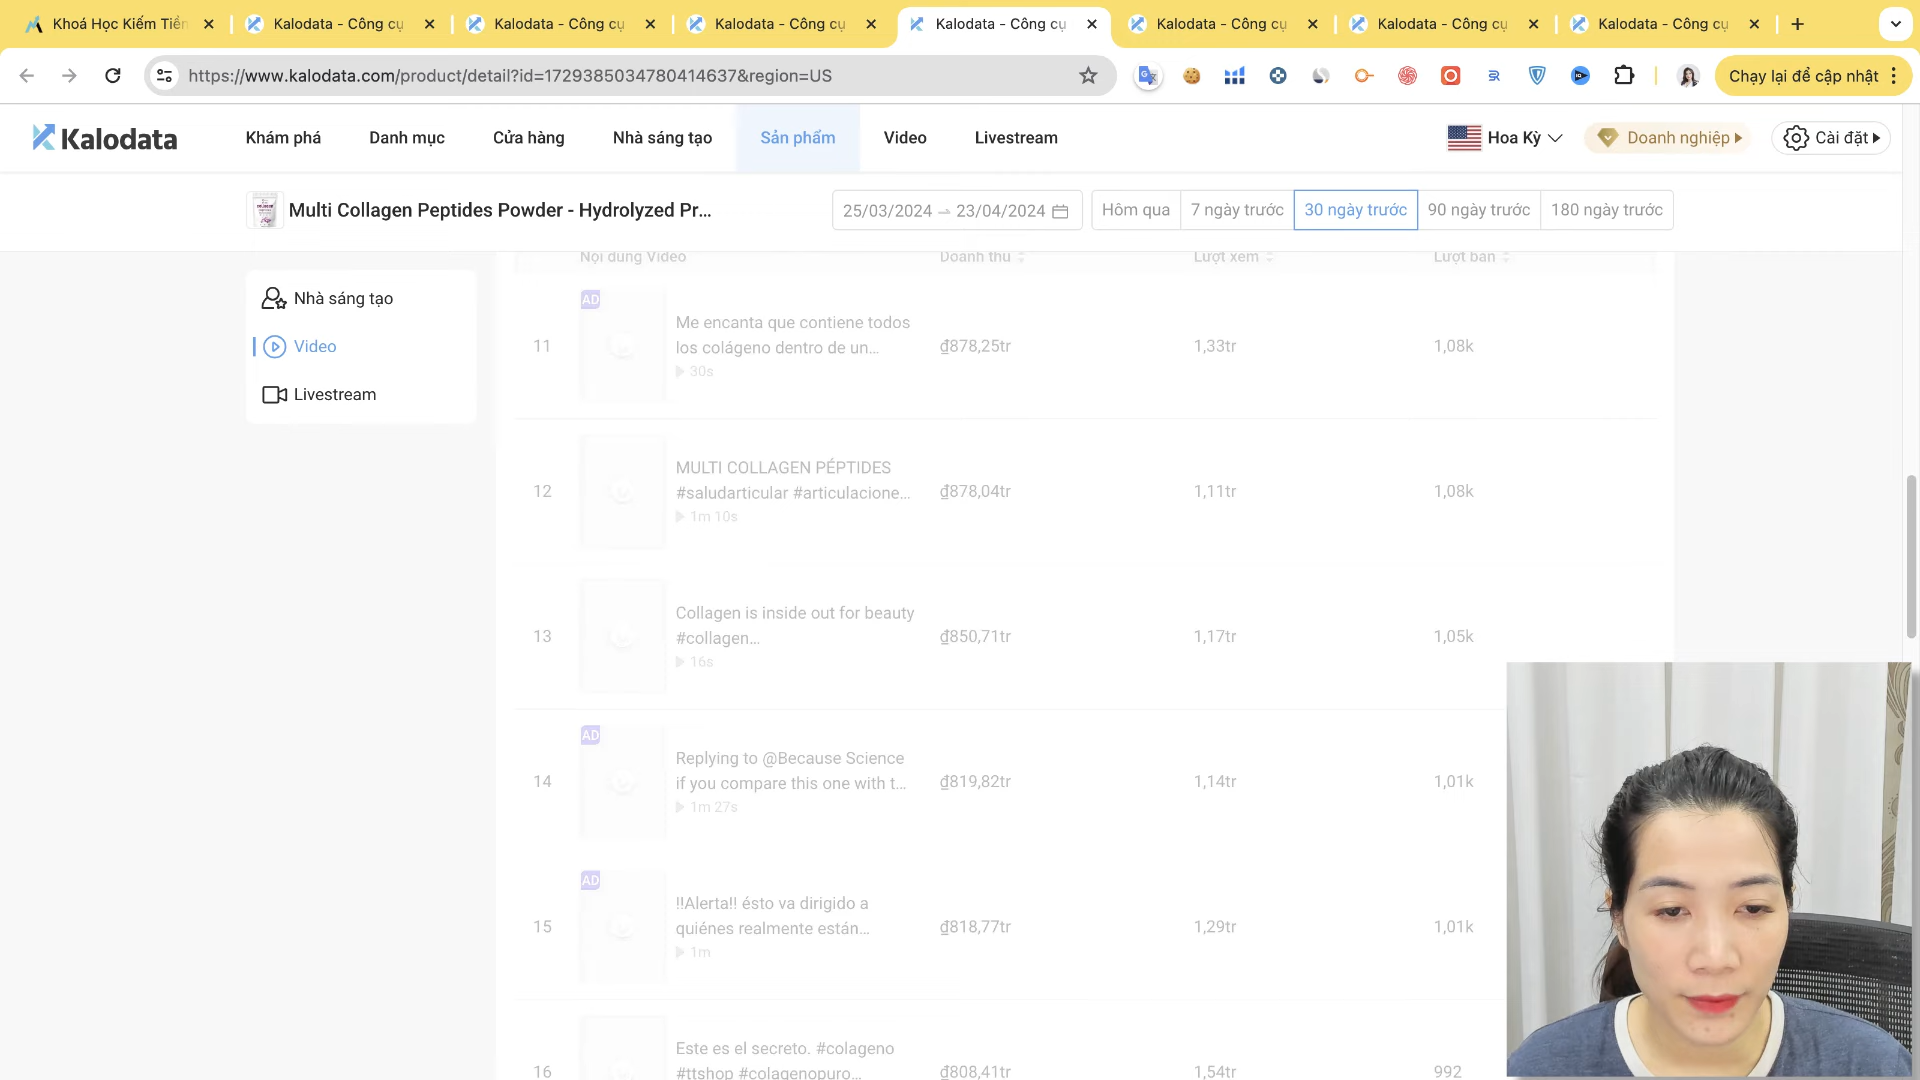 Khoá Học Kiếm Tiền
Kalodata - Công cụ
Kalodata - Công cụ
Kalodata - Công cụ
Kalodata - Công cụ
Kalodata - Công cụ
Kalodata - Công cụ
Kalodata - Công cụ
https://www.kalodata.com/product/detail?id=1729385034780414637&region=US
Chạy lại để cập nhật
Kalodata
Khám phá
Danh mục
Cửa hàng
Nhà sáng tạo
Sản phẩm
Video
Livestream
Hoa Kỳ
Doanh nghiệp
Cài đặt
Multi Collagen Peptides Powder - Hydrolyzed Pr...
25/03/2024 → 23/04/2024
Hôm qua
7 ngày trước
30 ngày trước
90 ngày trước
180 ngày trước
Nhà sáng tạo
Video
Livestream
Nội dung Video
Doanh thu
Lượt xem
Lượt bán
11
AD
Me encanta que contiene todos
los colágeno dentro de un...
30s
₫878,25tr
1,33tr
1,08k
12
MULTI COLLAGEN PÉPTIDES
#saludarticular #articulacione...
1m 10s
₫878,04tr
1,11tr
1,08k
13
Collagen is inside out for beauty
#collagen...
16s
₫850,71tr
1,17tr
1,05k
14
AD
Replying to @Because Science
if you compare this one with t...
1m 27s
₫819,82tr
1,14tr
1,01k
15
AD
!!Alerta!! ésto va dirigido a
quiénes realmente están...
1m
₫818,77tr
1,29tr
1,01k
16
Este es el secreto. #colageno
#ttshop #colagenopuro...
₫808,41tr
1,54tr
992